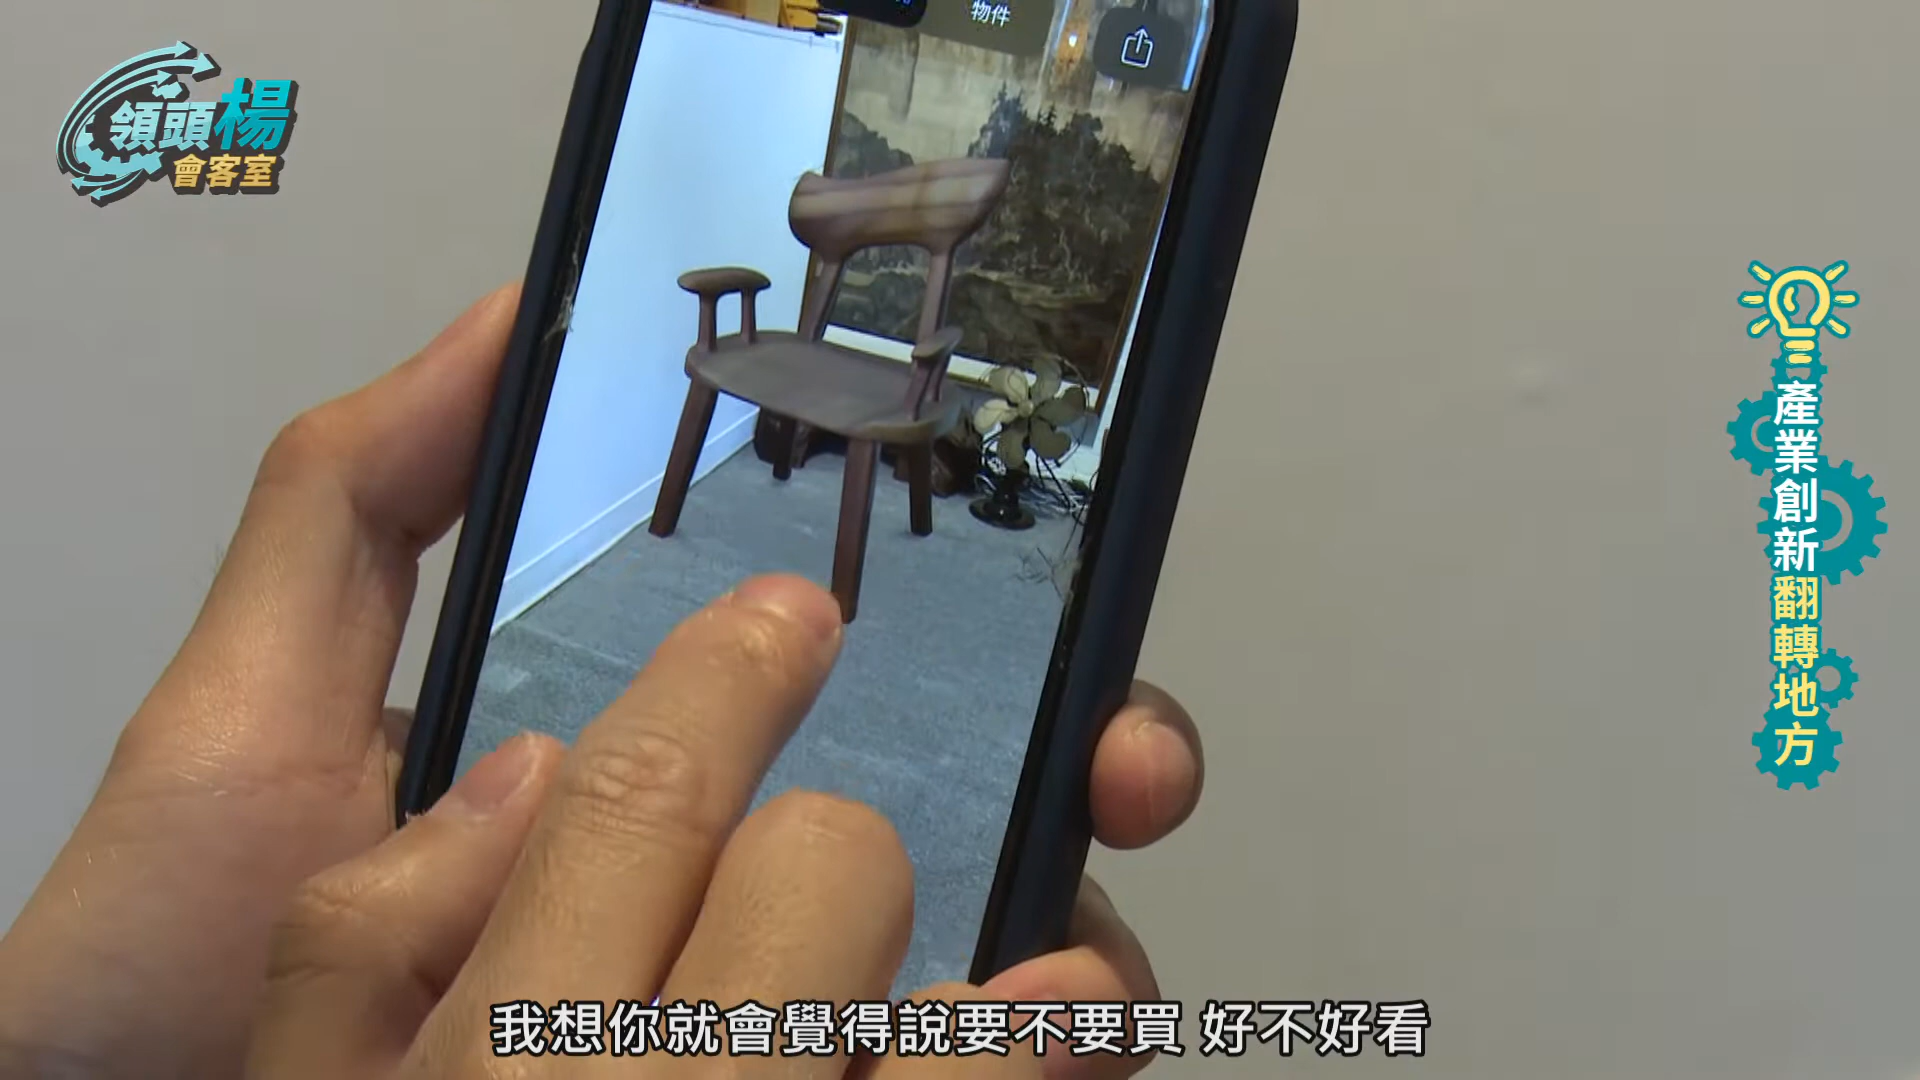 物件
領頭楊
會客室
產業創新翻轉地方
我想你就會覺得說要不要買 好不好看